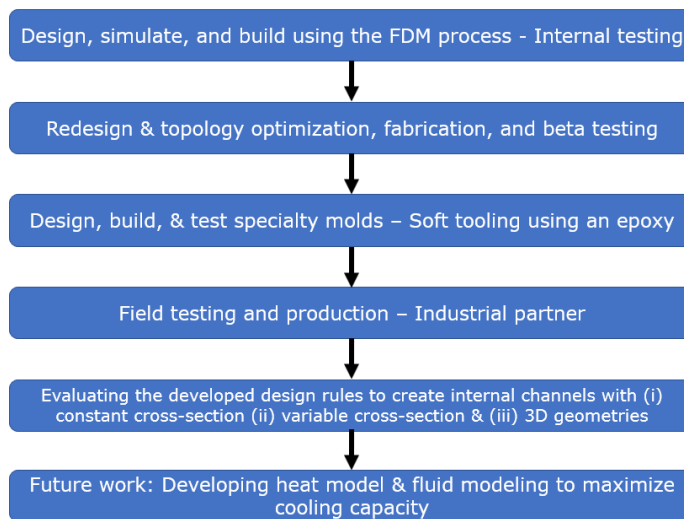 Design, simulate, and build using the FDM process - Internal testing
Redesign & topology optimization, fabrication, and beta testing
Design, build, & test specialty molds – Soft tooling using an epoxy
Field testing and production – Industrial partner
Evaluating the developed design rules to create internal channels with (i)
constant cross-section (ii) variable cross-section & (iii) 3D geometries
Future work: Developing heat model & fluid modeling to maximize
cooling capacity